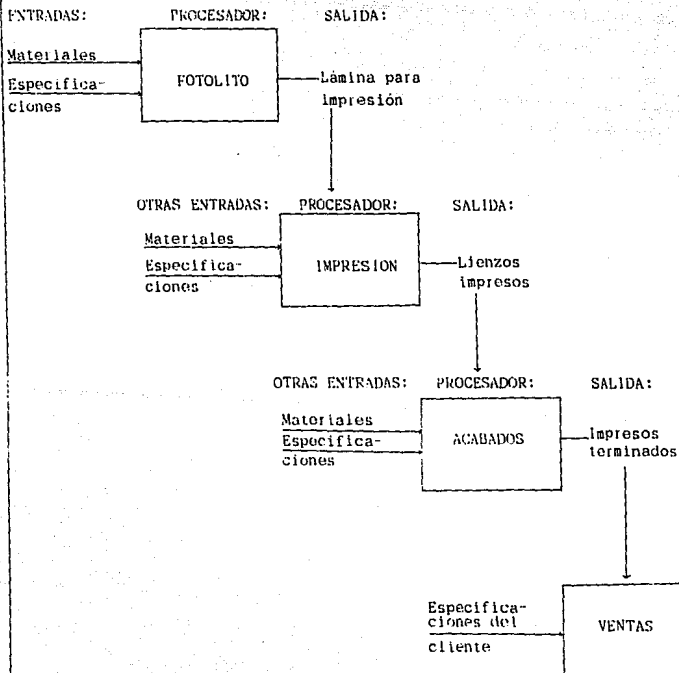 ENTRADAS: PROCESADOR: SALIDA:
Materiales
Especifica-
ciones
FOTOLITO
Lámina para
impresión
OTRAS ENTRADAS: PROCESADOR: SALIDA:
Materiales
Especifica-
ciones
IMPRESION
Lienzos
impresos
OTRAS ENTRADAS: PROCESADOR: SALIDA:
Materiales
Especifica-
ciones
ACABADOS
Impresos
terminados
Especifica-
ciones del
cliente
VENTAS